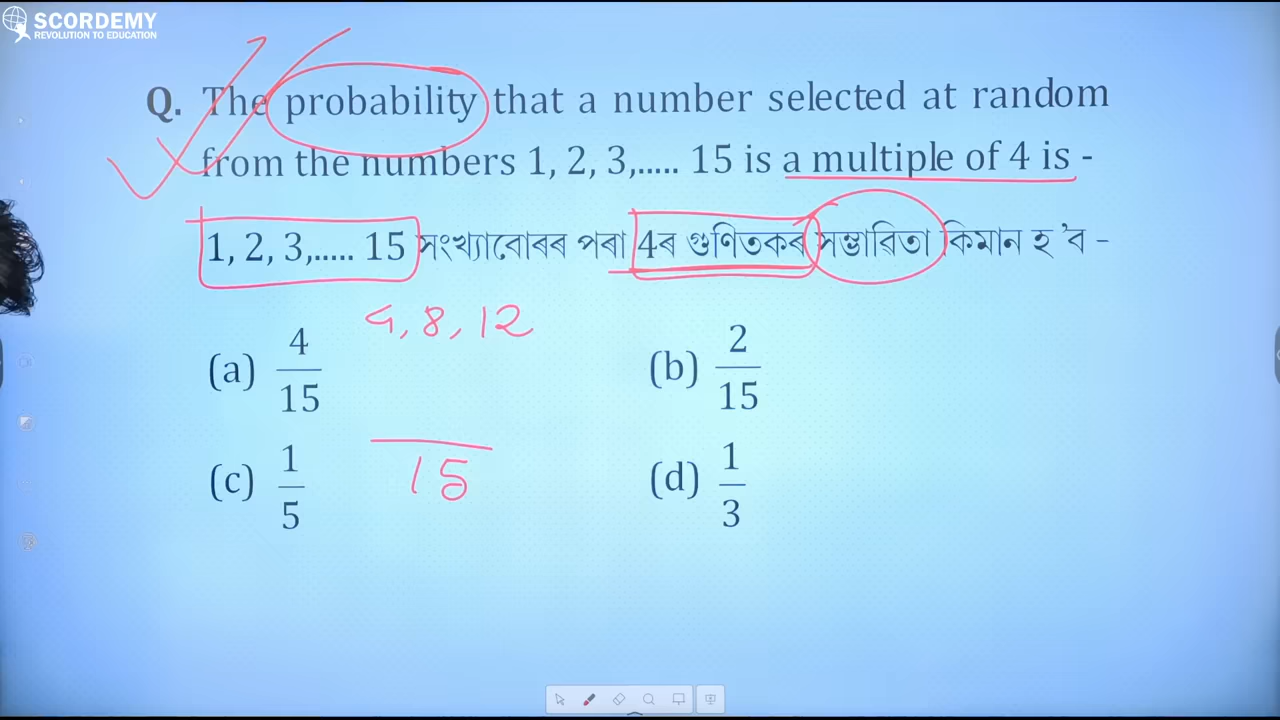 SCORDEMY
REVOLUTION TO EDUCATION
Q. The probability that a number selected at random
from the numbers 1, 2, 3,..... 15 is a multiple of 4 is -
1, 2, 3,..... 15 সংখ্যাবোৰৰ পৰা 4ৰ গুণিতকৰ সম্ভাৱিতা কিমান হ'ব –
4, 8, 12
(a) 4/15
(b) 2/15
15
(c) 1/5
(d) 1/3